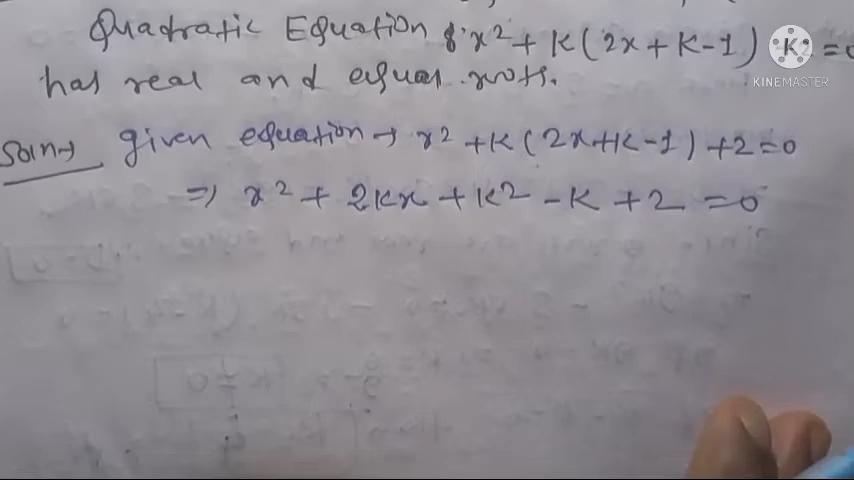 Quadratic Equation x² + K(2x + K-1) = 0
has real and equal roots.
Soln→ given equation → x² + K(2x+K-1) +2=0
⇒ x² + 2Kx + K² - K + 2 = 0
K
KINEMASTER